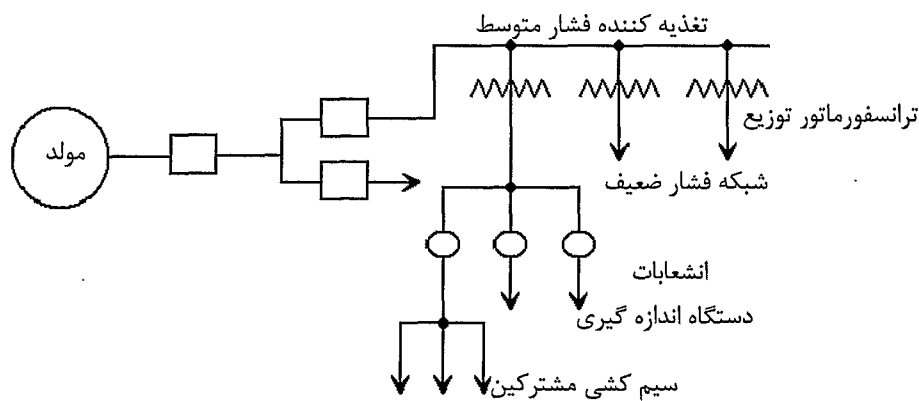 تغذیه کننده فشار متوسط
ترانسفورماتور توزیع
مولد
شبکه فشار ضعیف
انشعابات
دستگاه اندازه گیری
سیم کشی مشترکین